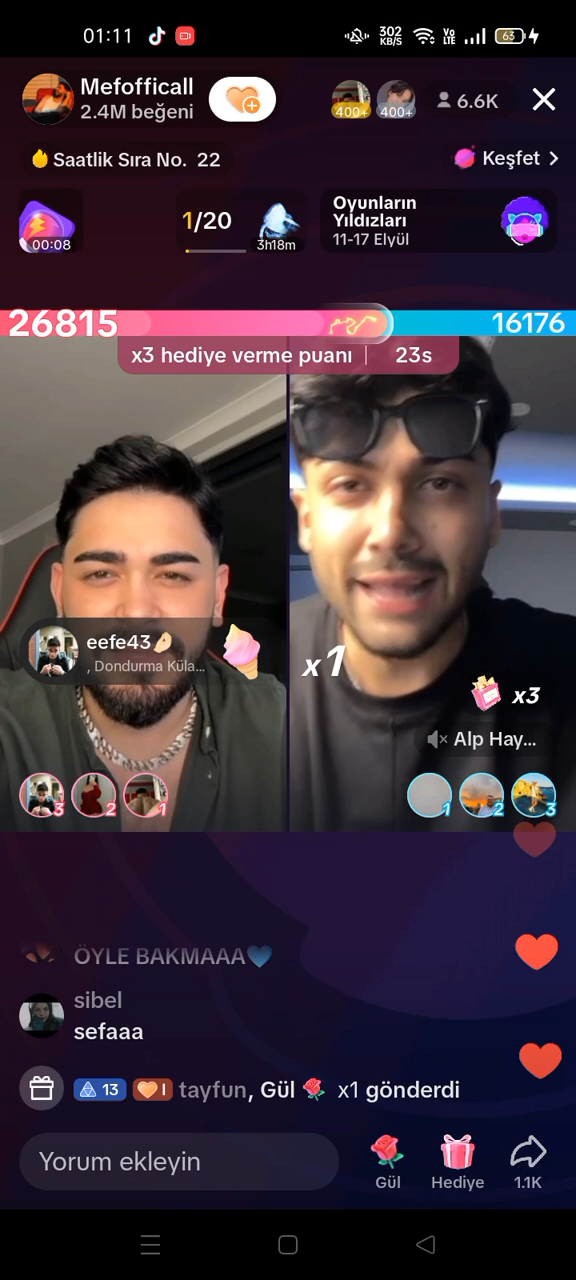 01:11
302
KB/S
Vo
LTE
63
Mefofficall
2.4M beğeni
400+
400+
6.6K
Saatlik Sıra No. 22
Keşfet
00:08
1/20
3h18m
Oyunların
Yıldızları
11-17 Elyül
26815
16176
x3 hediye verme puanı | 23s
eefe43
, Dondurma Küla...
x1
x3
Alp Hay...
3
2
1
1
2
3
ÖYLE BAKMAAA
sibel
sefaaa
13 I tayfun, Gül x1 gönderdi
Yorum ekleyin
Gül
Hediye
1.1K